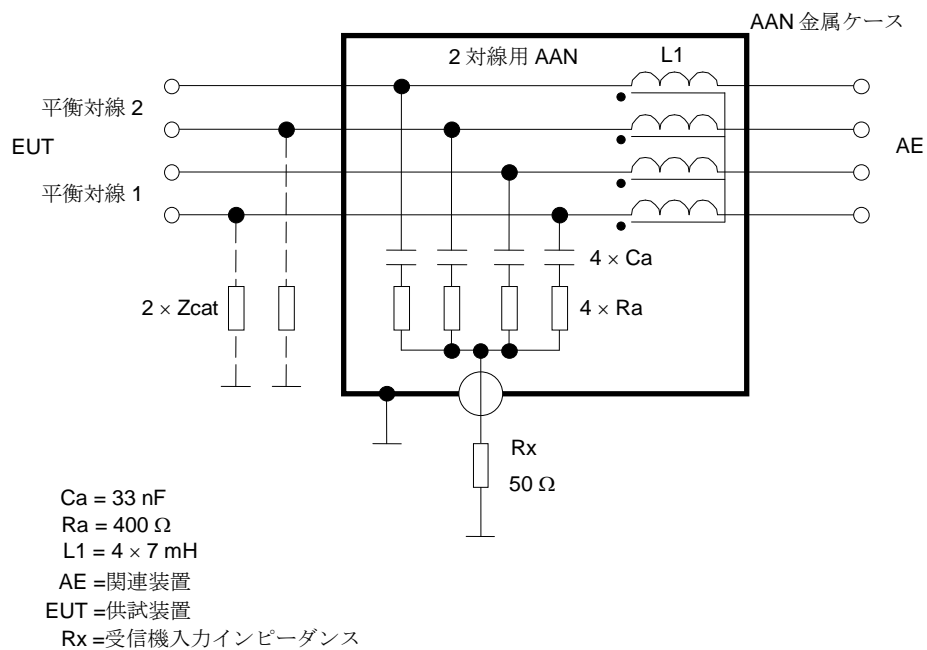 AAN 金属ケース
2 対線用 AAN
L1
平衡対線 2
EUT
AE
平衡対線 1
4 × Ca
2 × Zcat
4 × Ra
Rx
50 Ω
Ca = 33 nF
Ra = 400 Ω
L1 = 4 × 7 mH
AE =関連装置
EUT =供試装置
Rx =受信機入力インピーダンス